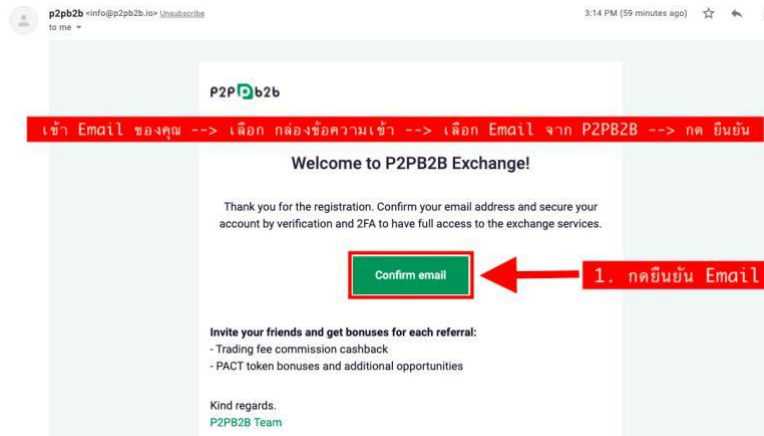 p2pb2b <info@p2pb2b.io> Unsubscribe
3:14 PM (59 minutes ago)
to me
P2P b2b
เข้า Email ของคุณ --> เลือก กล่องข้อความเข้า --> เลือก Email จาก P2PB2B --> กด ยืนยัน
Welcome to P2PB2B Exchange!
Thank you for the registration. Confirm your email address and secure your
account by verification and 2FA to have full access to the exchange services.
Confirm email
1. กดยืนยัน Email
Invite your friends and get bonuses for each referral:
- Trading fee commission cashback
- PACT token bonuses and additional opportunities
Kind regards.
P2PB2B Team